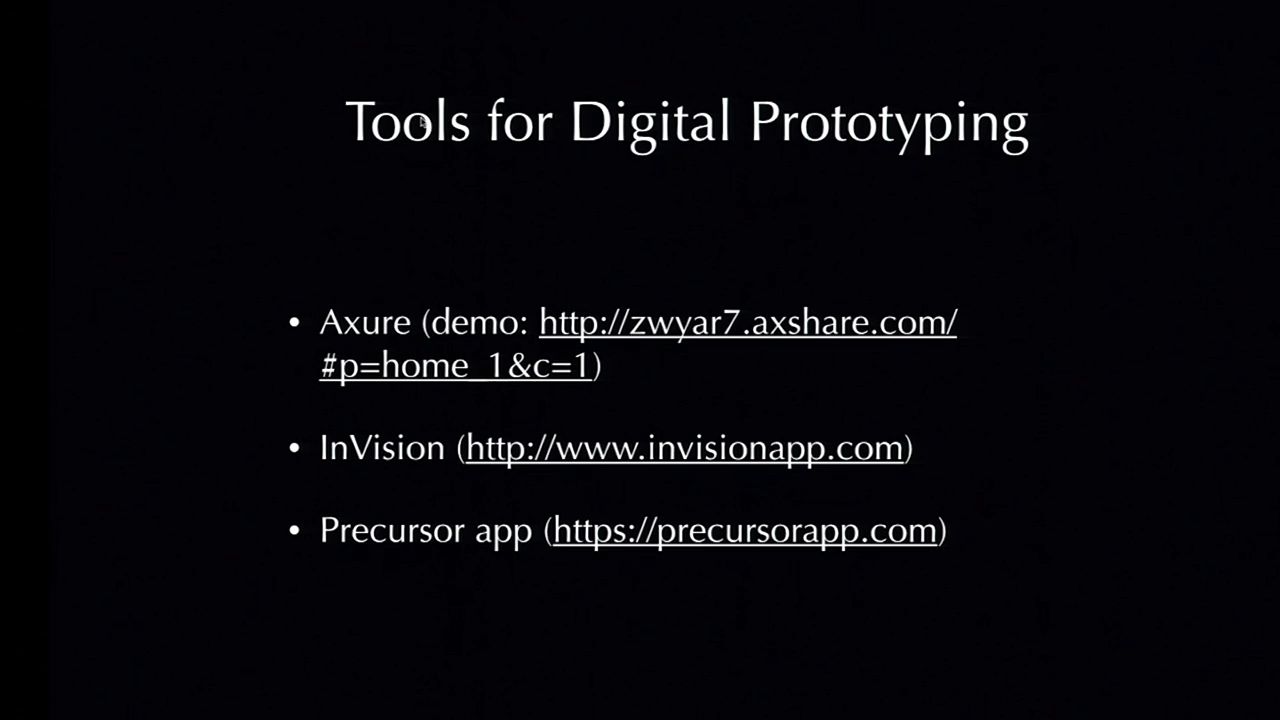 Tools for Digital Prototyping
• Axure (demo: http://zwyar7.axshare.com/
#p=home_1&c=1)
• InVision (http://www.invisionapp.com)
• Precursor app (https://precursorapp.com)